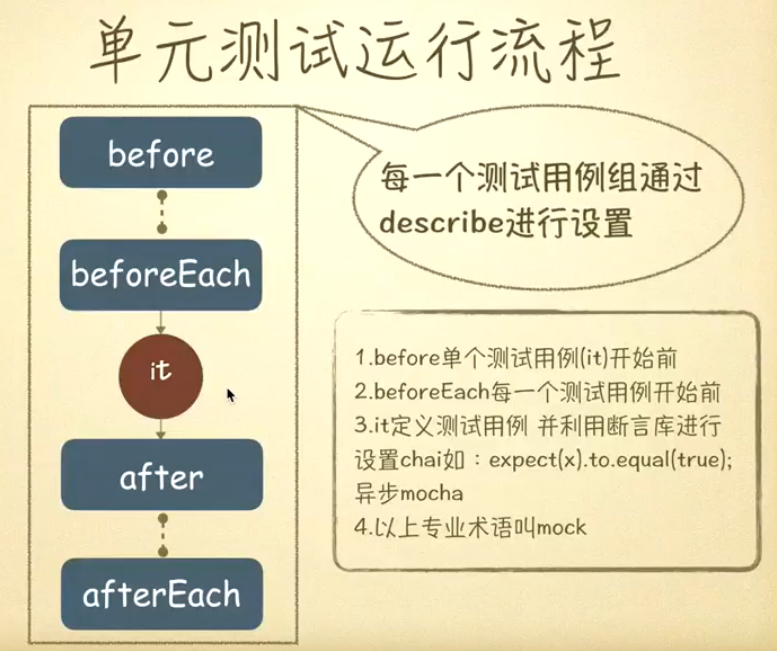 单元测试运行流程
before
beforeEach
it
after
afterEach
每一个测试用例组通过
describe进行设置
1.before单个测试用例(it)开始前
2.beforeEach每一个测试用例开始前
3.it定义测试用例 并利用断言库进行
设置chai如：expect(x).to.equal(true);
异步mocha
4.以上专业术语叫mock